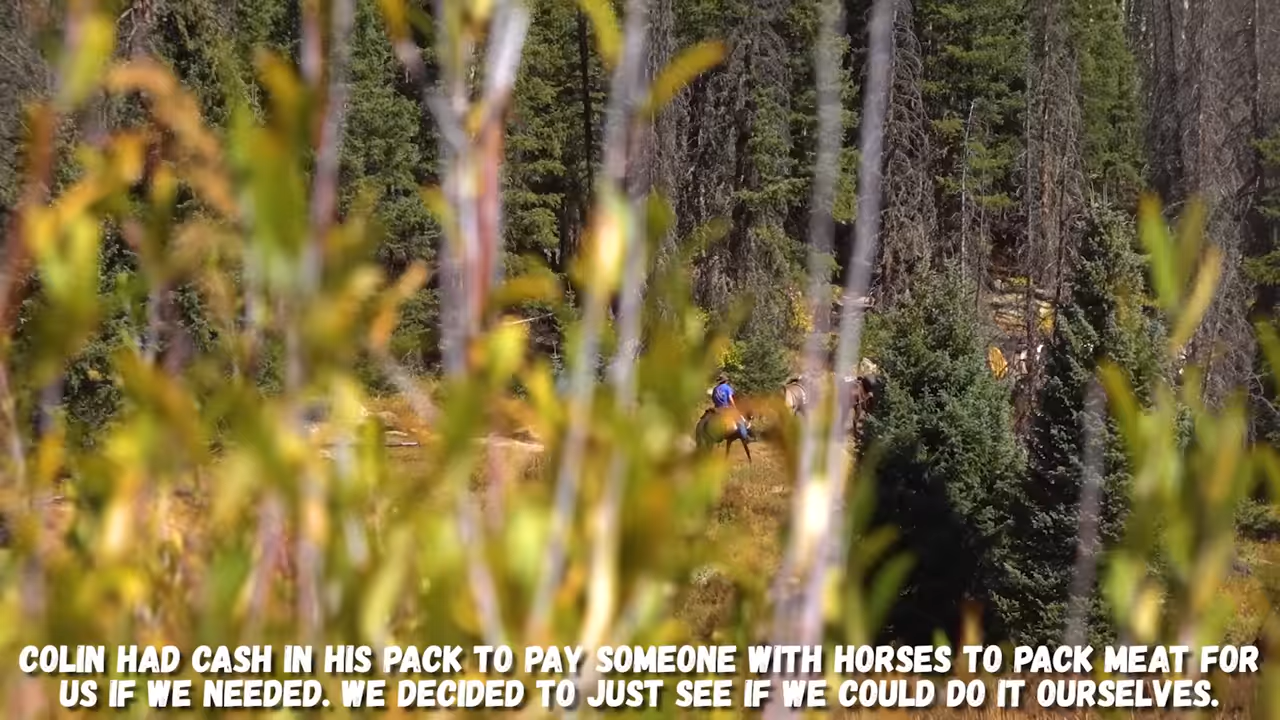 COLIN HAD CASH IN HIS PACK TO PAY SOMEONE WITH HORSES TO PACK MEAT FOR
US IF WE NEEDED. WE DECIDED TO JUST SEE IF WE COULD DO IT OURSELVES.